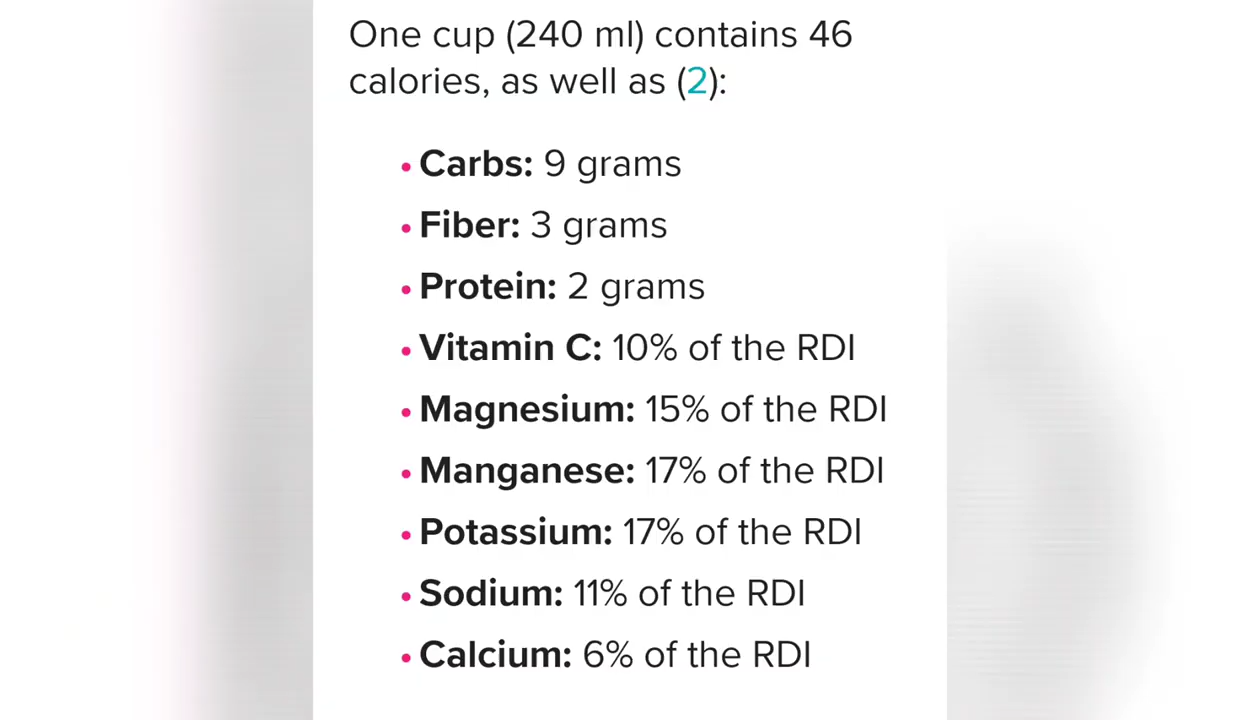 One cup (240 ml) contains 46
calories, as well as (2):
• Carbs: 9 grams
• Fiber: 3 grams
• Protein: 2 grams
• Vitamin C: 10% of the RDI
• Magnesium: 15% of the RDI
• Manganese: 17% of the RDI
• Potassium: 17% of the RDI
• Sodium: 11% of the RDI
• Calcium: 6% of the RDI